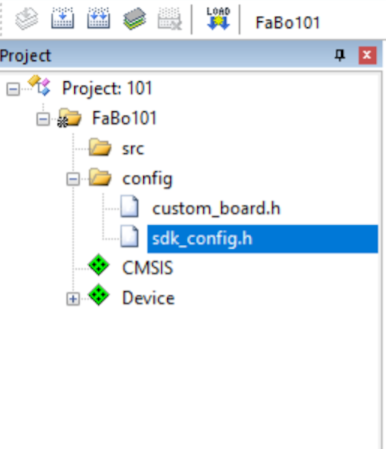 LOAD
FaBo101
Project
Project: 101
FaBo101
src
config
custom_board.h
sdk_config.h
CMSIS
Device